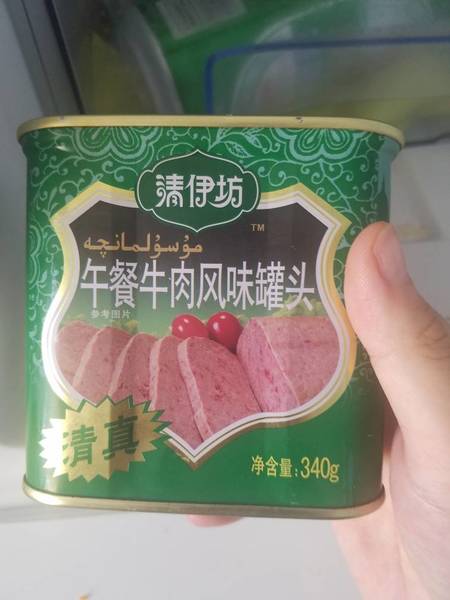 清伊坊
TM
مۇسۇلمانچە
午餐牛肉风味罐头
参考图片
清真
净含量:340g